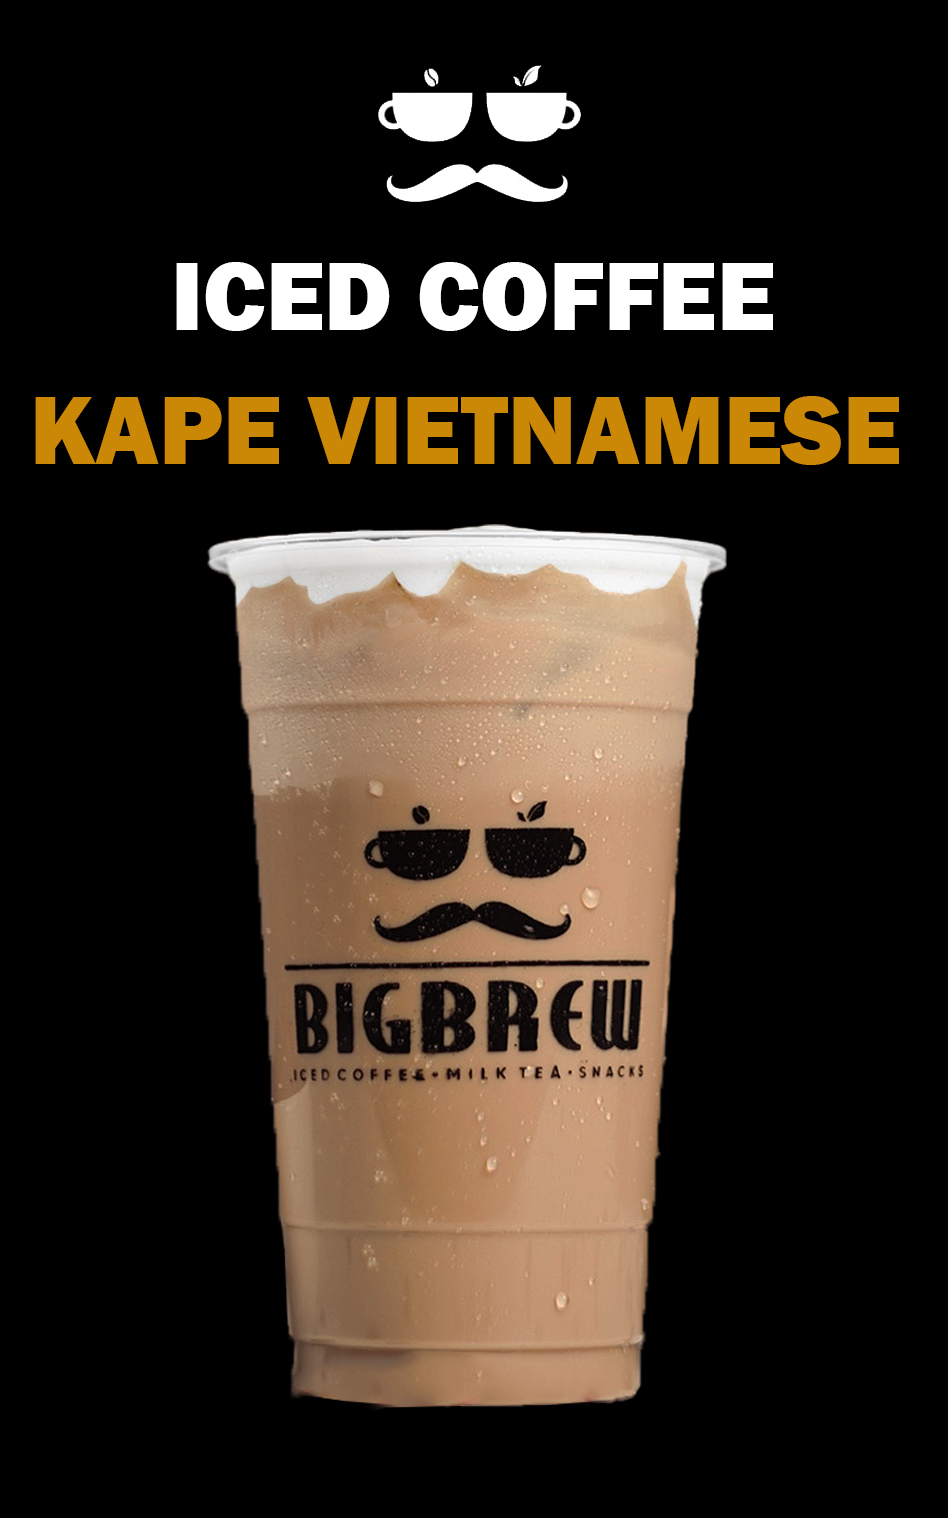 ICED COFFEE
KAPE VIETNAMESE
BIGBREW
ICED COFFEE • MILK TEA • SNACKS